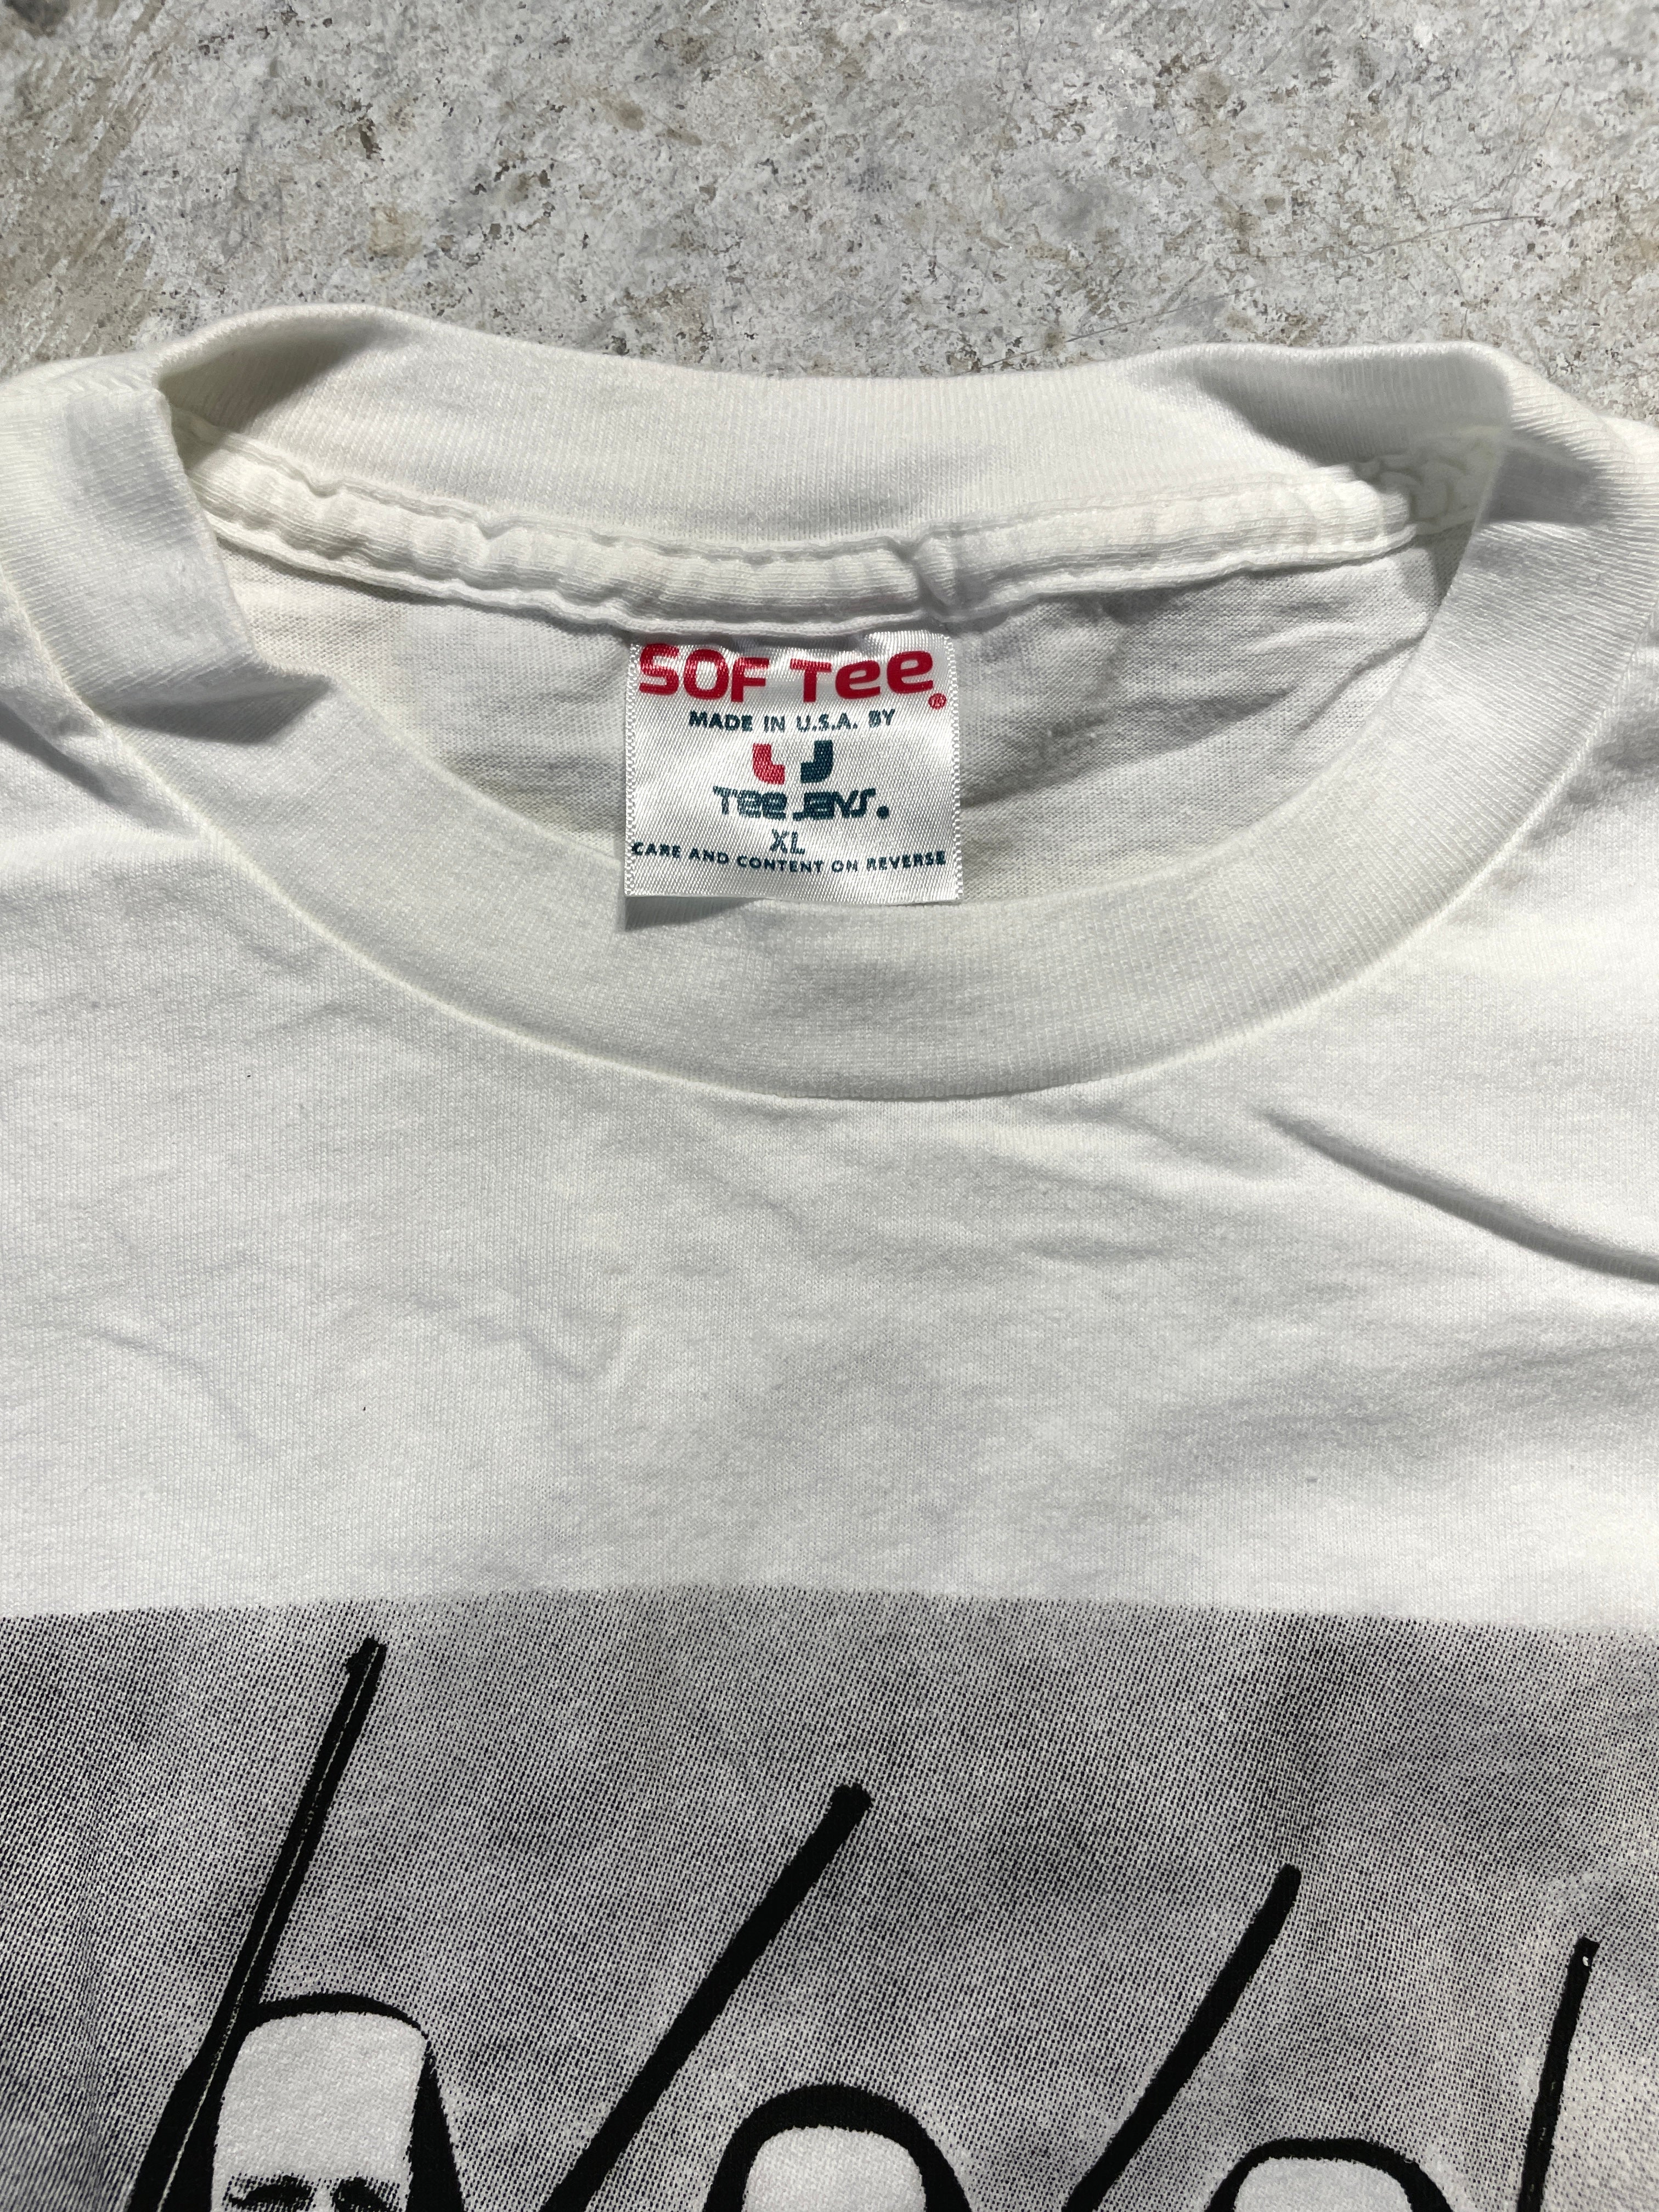 SOF Tee®
MADE IN U.S.A. BY
Tee Jays.
XL
CARE AND CONTENT ON REVERSE